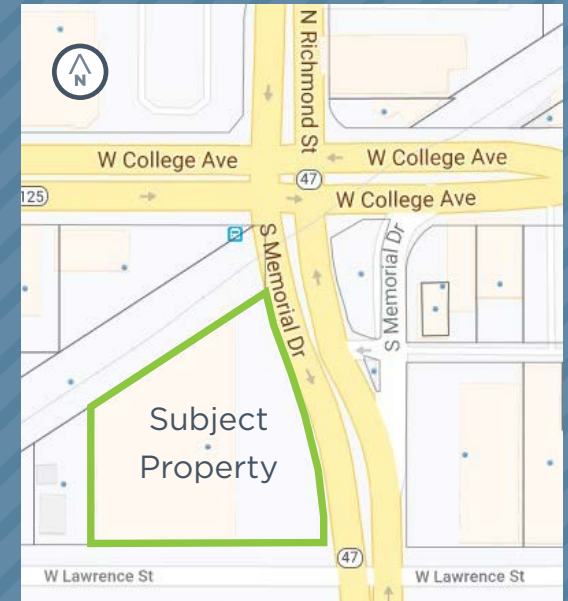 N
N Richmond St
W College Ave
W College Ave
47
125
W College Ave
S Memorial Dr
S Memorial Dr
Subject
Property
47
W Lawrence St
W Lawrence St